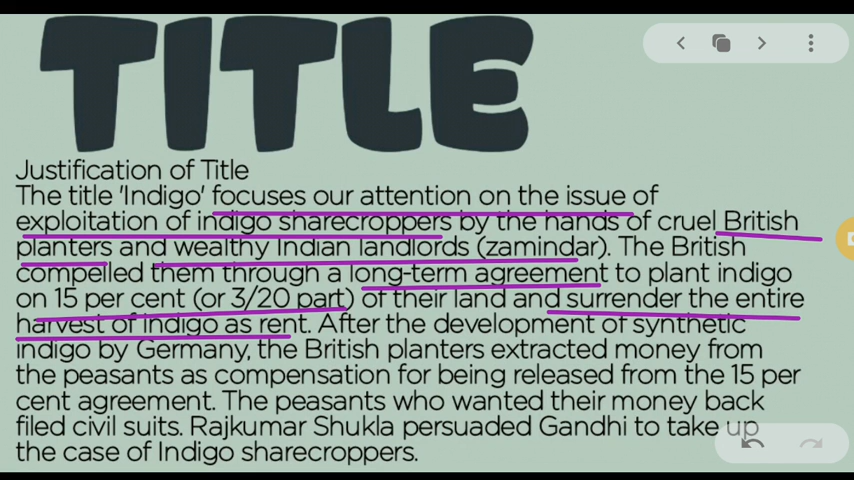 TITLE
Justification of Title
The title 'Indigo' focuses our attention on the issue of
exploitation of indigo sharecroppers by the hands of cruel British
planters and wealthy Indian landlords (zamindar). The British
compelled them through a long-term agreement to plant indigo
on 15 per cent (or 3/20 part) of their land and surrender the entire
harvest of indigo as rent. After the development of synthetic
indigo by Germany, the British planters extracted money from
the peasants as compensation for being released from the 15 per
cent agreement. The peasants who wanted their money back
filed civil suits. Rajkumar Shukla persuaded Gandhi to take up
the case of Indigo sharecroppers.